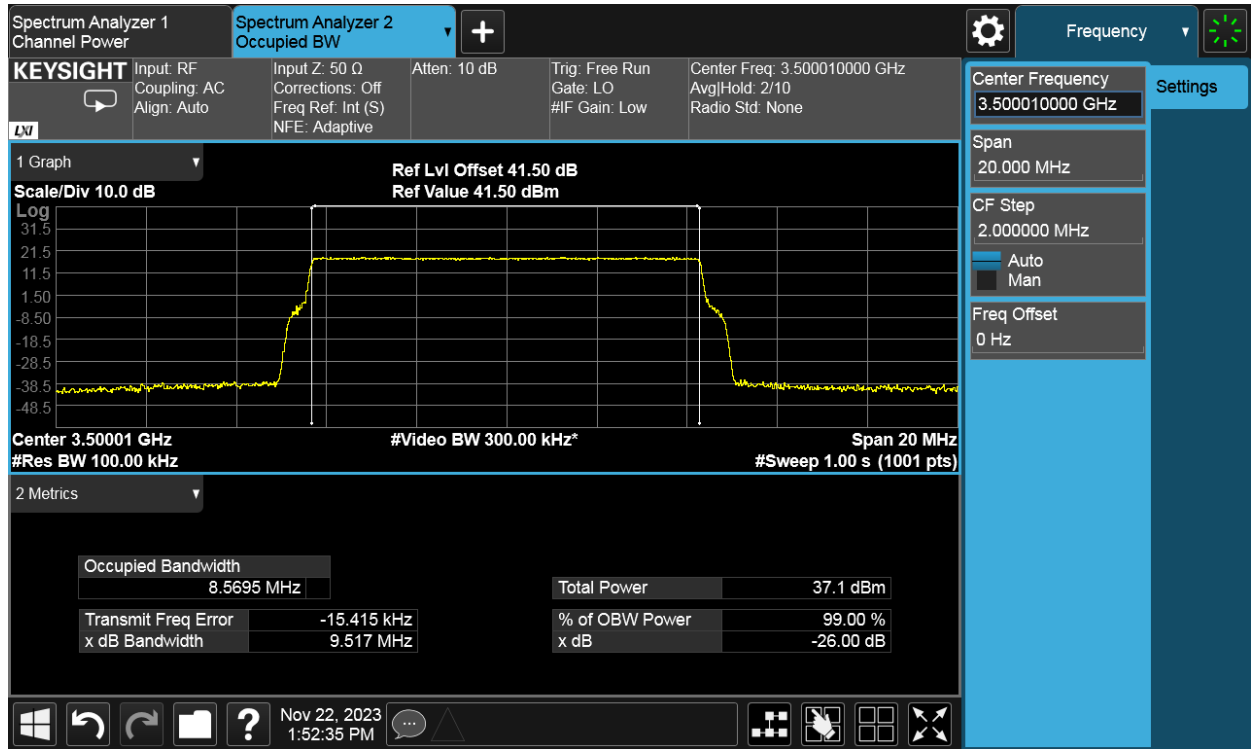 Spectrum Analyzer 1
Channel Power
Spectrum Analyzer 2
Occupied BW
+
Frequency
KEYSIGHT
LXI
Input: RF
Coupling: AC
Align: Auto
Input Z: 50 Ω
Corrections: Off
Freq Ref: Int (S)
NFE: Adaptive
Atten: 10 dB
Trig: Free Run
Gate: LO
#IF Gain: Low
Center Freq: 3.500010000 GHz
Avg|Hold: 2/10
Radio Std: None
Settings
Center Frequency
3.500010000 GHz
Span
20.000 MHz
CF Step
2.000000 MHz
Auto
Man
Freq Offset
0 Hz
1 Graph
Scale/Div 10.0 dB
Ref Lvl Offset 41.50 dB
Ref Value 41.50 dBm
Log
31.5
21.5
11.5
1.50
-8.50
-18.5
-28.5
-38.5
-48.5
Center 3.50001 GHz
#Video BW 300.00 kHz*
Span 20 MHz
#Res BW 100.00 kHz
#Sweep 1.00 s (1001 pts)
2 Metrics
Occupied Bandwidth
8.5695 MHz
Total Power 37.1 dBm
Transmit Freq Error -15.415 kHz
% of OBW Power 99.00 %
x dB Bandwidth 9.517 MHz
x dB -26.00 dB
?
Nov 22, 2023
1:52:35 PM